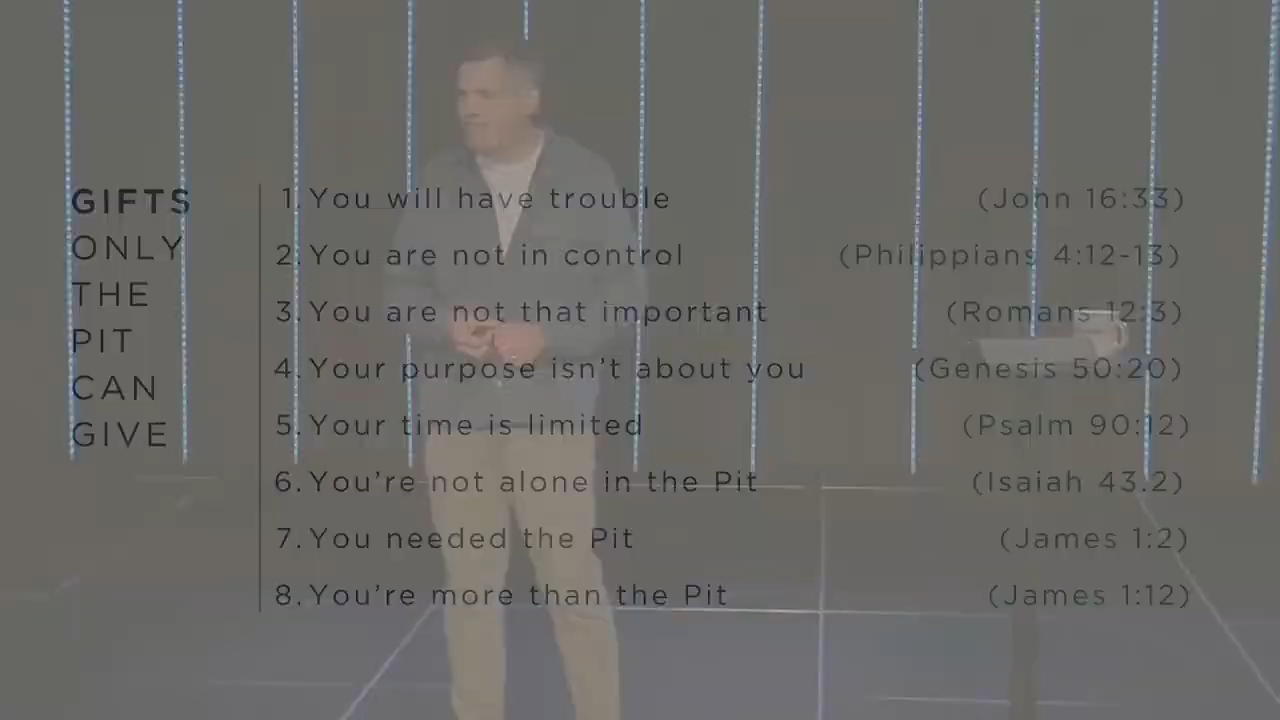 GIFTS
ONLY
THE
PIT
CAN
GIVE
1. You will have trouble (John 16:33)
2. You are not in control (Philippians 4:12-13)
3. You are not that important (Romans 12:3)
4. Your purpose isn't about you (Genesis 50:20)
5. Your time is limited (Psalm 90:12)
6. You're not alone in the Pit (Isaiah 43.2)
7. You needed the Pit (James 1:2)
8. You're more than the Pit (James 1:12)